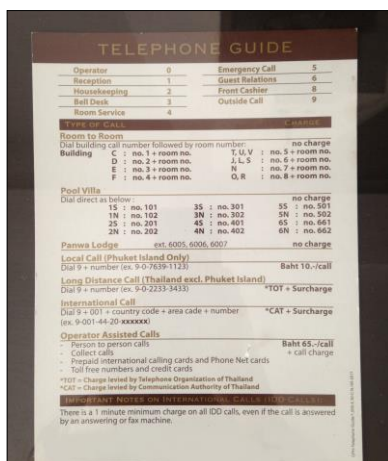 TELEPHONE GUIDE
Operator 0 Emergency Call 5
Reception 1 Guest Relations 6
Housekeeping 2 Front Cashier 8
Bell Desk 3 Outside Call 9
Room Service 4
TYPE OF CALL CHARGE
Room to Room
Dial building call number followed by room number: no charge
Building C : no. 1 + room no. T, U, V : no. 5 + room no.
D : no. 2 + room no. J, L, S : no. 6 + room no.
E : no. 3 + room no. N : no. 7 + room no.
F : no. 4 + room no. Q, R : no. 8 + room no.
Pool Villa
Dial direct as below : no charge
1S : no. 101 3S : no. 301 5S : no. 501
1N : no. 102 3N : no. 302 5N : no. 502
2S : no. 201 4S : no. 401 6S : no. 661
2N : no. 202 4N : no. 402 6N : no. 662
Panwa Lodge ext. 6005, 6006, 6007 no charge
Local Call (Phuket Island Only)
Dial 9 + number (ex. 9-0-7639-1123) Baht 10.-/call
Long Distance Call (Thailand excl. Phuket Island)
Dial 9 + number (ex. 9-0-2233-3433) *TOT + Surcharge
International Call
Dial 9 + 001 + country code + area cade + number *CAT + Surcharge
(ex. 9-001-44-20-xxxxxx)
Operator Assisted Calls
- Person to person calls Baht 65.-/call
- Collect calls + call charge
- Prepaid international calling cards and Phone Net cards
- Toll free numbers and credit cards
*TOT = Charge levied by Telephone Organization of Thailand
*CAT = Charge levied by Communication Authority of Thailand
IMPORTANT NOTES ON INTERNATIONAL CALLS (IDD CALLS):
There is a 1 minute minimum charge on all IDD calls, even if the call is answered
by an answering or fax machine.